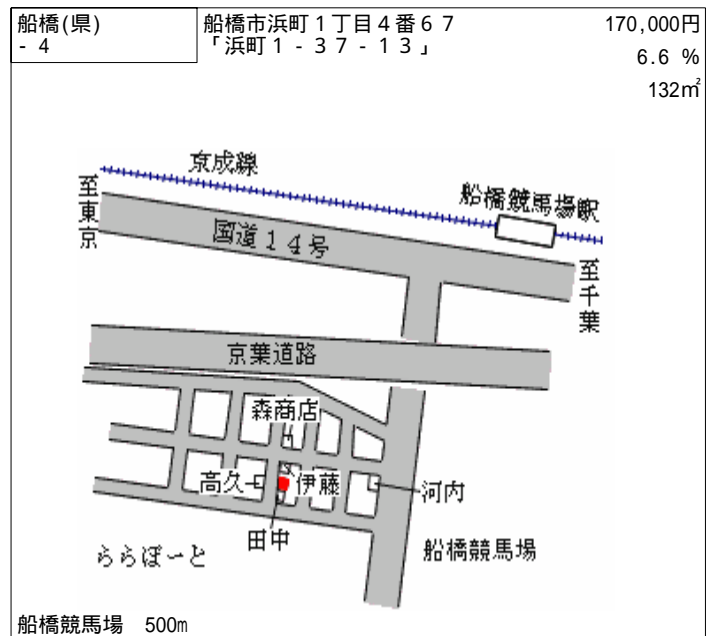 船橋(県)
- 4
船橋市浜町１丁目４番６７
「浜町１-３７-１３」
170,000円
6.6 %
132㎡
京成線
至東京
船橋競馬場駅
国道１４号
至千葉
京葉道路
森商店
高久
伊藤
河内
田中
ららぽーと
船橋競馬場
船橋競馬場 500m